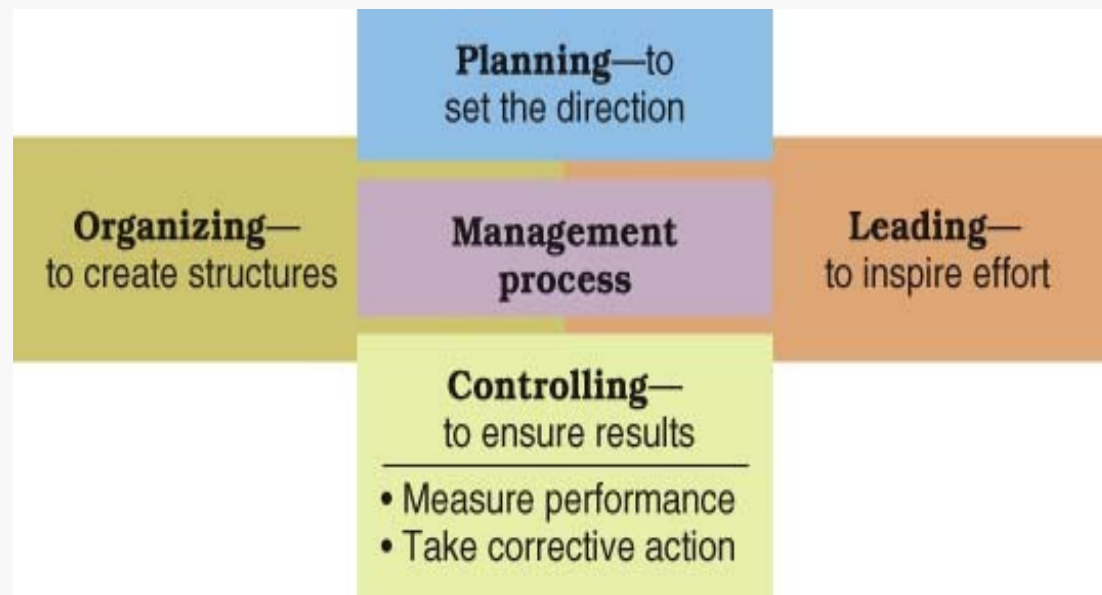 Planning—to
set the direction
Organizing—
to create structures
Management
process
Leading—
to inspire effort
Controlling—
to ensure results
• Measure performance
• Take corrective action